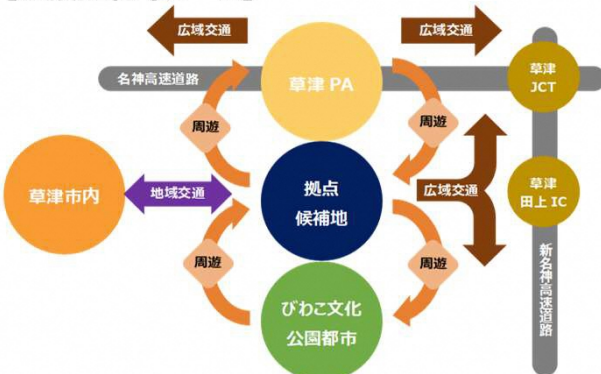 広域交通
広域交通
名神高速道路
草津 PA
草津
JCT
周遊
周遊
草津市内
地域交通
拠点
候補地
広域交通
草津
田上 IC
周遊
周遊
びわこ文化
公園都市
新名神高速道路